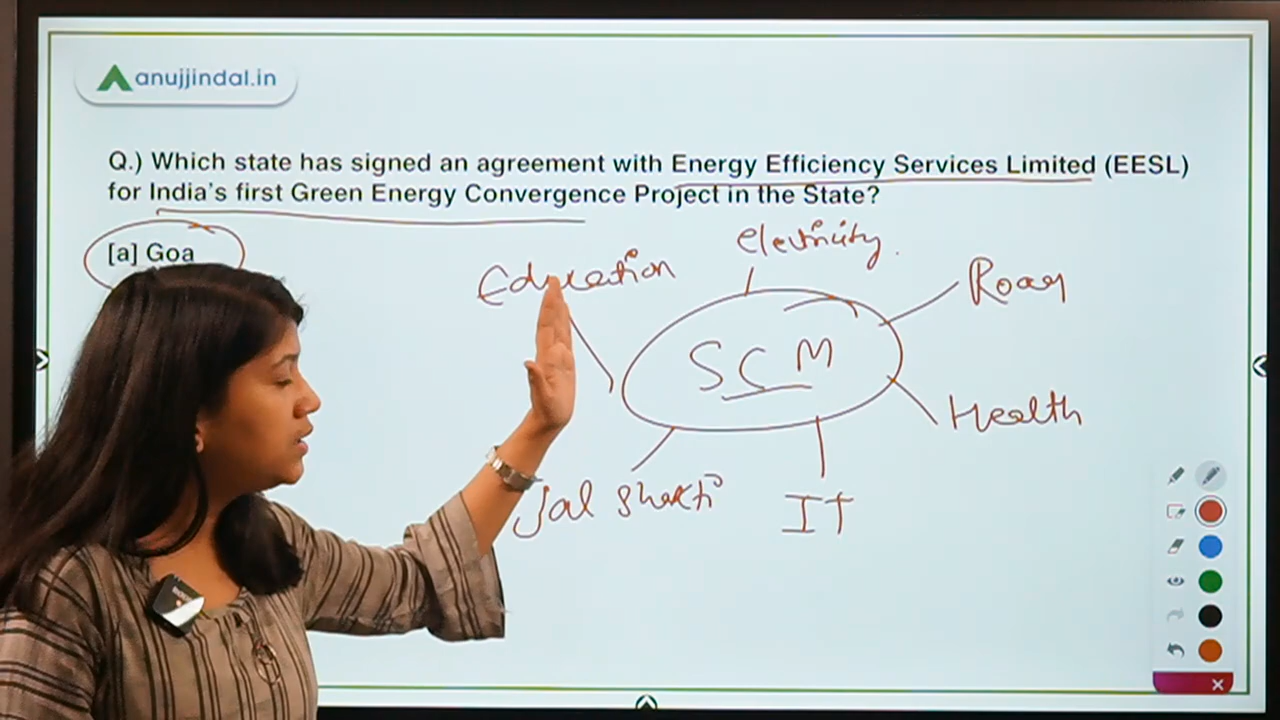 anujjindal.in
Q.) Which state has signed an agreement with Energy Efficiency Services Limited (EESL)
for India's first Green Energy Convergence Project in the State?
[a] Goa
Electricity.
Education
Road
SCM
Health
Jal Shakti
IT